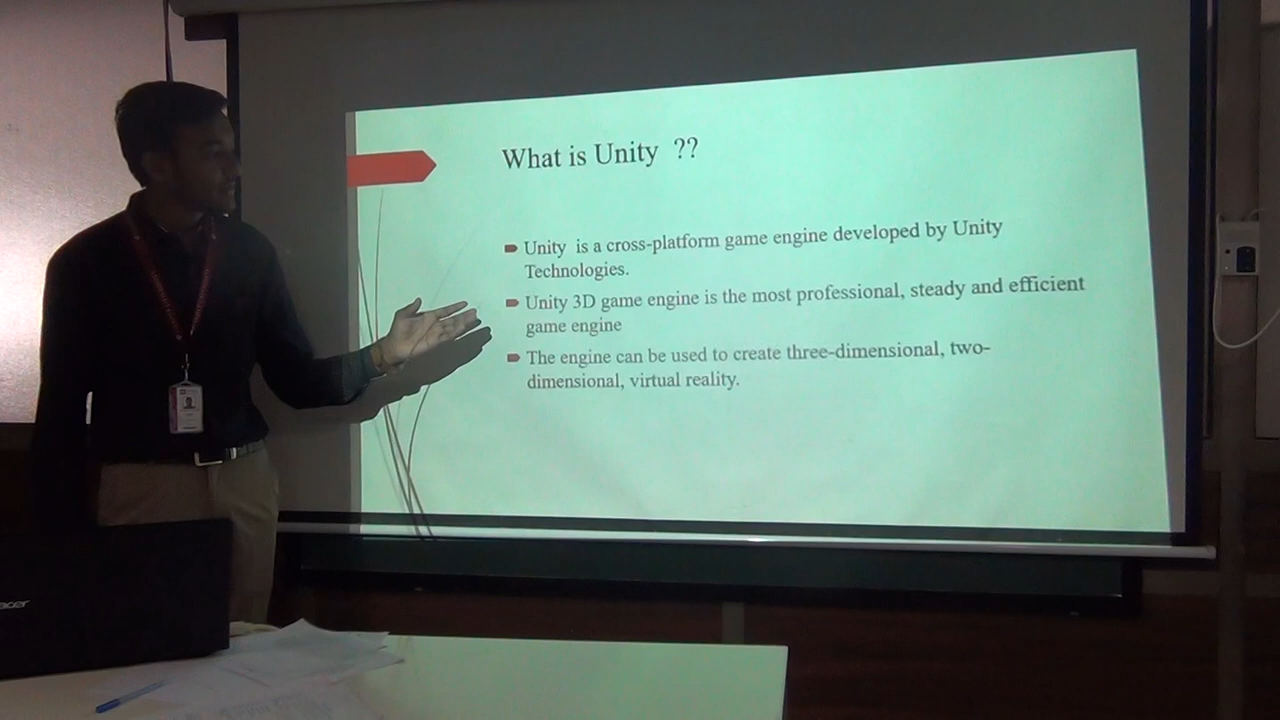 What is Unity ??
Unity is a cross-platform game engine developed by Unity
Technologies.
Unity 3D game engine is the most professional, steady and efficient
game engine
The engine can be used to create three-dimensional, two-
dimensional, virtual reality.
acer